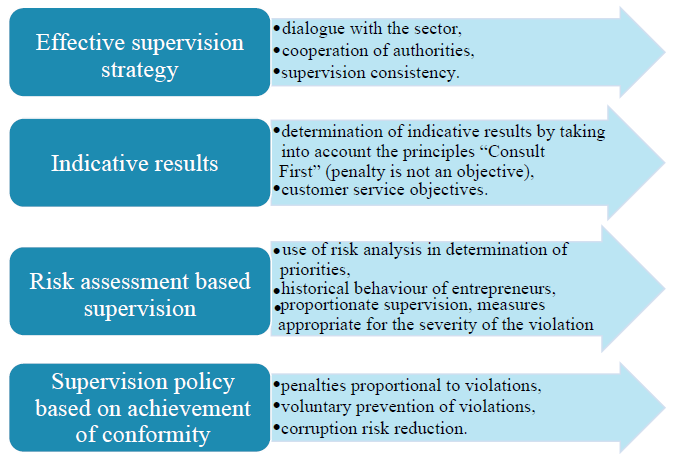 Effective supervision
strategy
•dialogue with the sector,
•cooperation of authorities,
•supervision consistency.
Indicative results
•determination of indicative results by taking
into account the principles “Consult
First” (penalty is not an objective),
•customer service objectives.
Risk assessment based
supervision
•use of risk analysis in determination of
priorities,
•historical behaviour of entrepreneurs,
•proportionate supervision, measures
appropriate for the severity of the violation
Supervision policy
based on achievement
of conformity
•penalties proportional to violations,
•voluntary prevention of violations,
•corruption risk reduction.